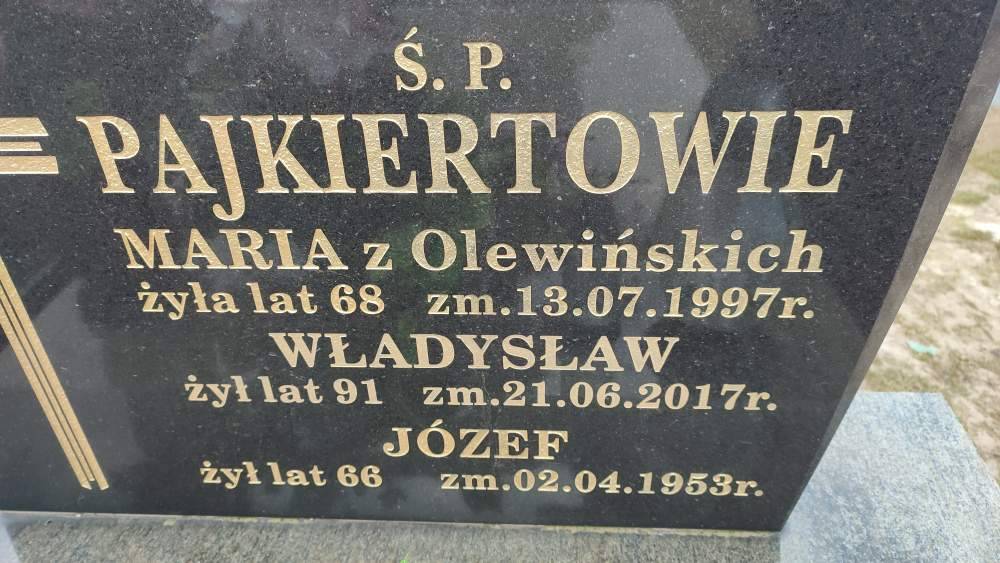 Ś. P.
PAJKIERTOWIE
MARIA z Olewińskich
żyła lat 68 zm.13.07.1997r.
WŁADYSŁAW
żył lat 91 zm.21.06.2017r.
JÓZEF
żył lat 66 zm.02.04.1953r.